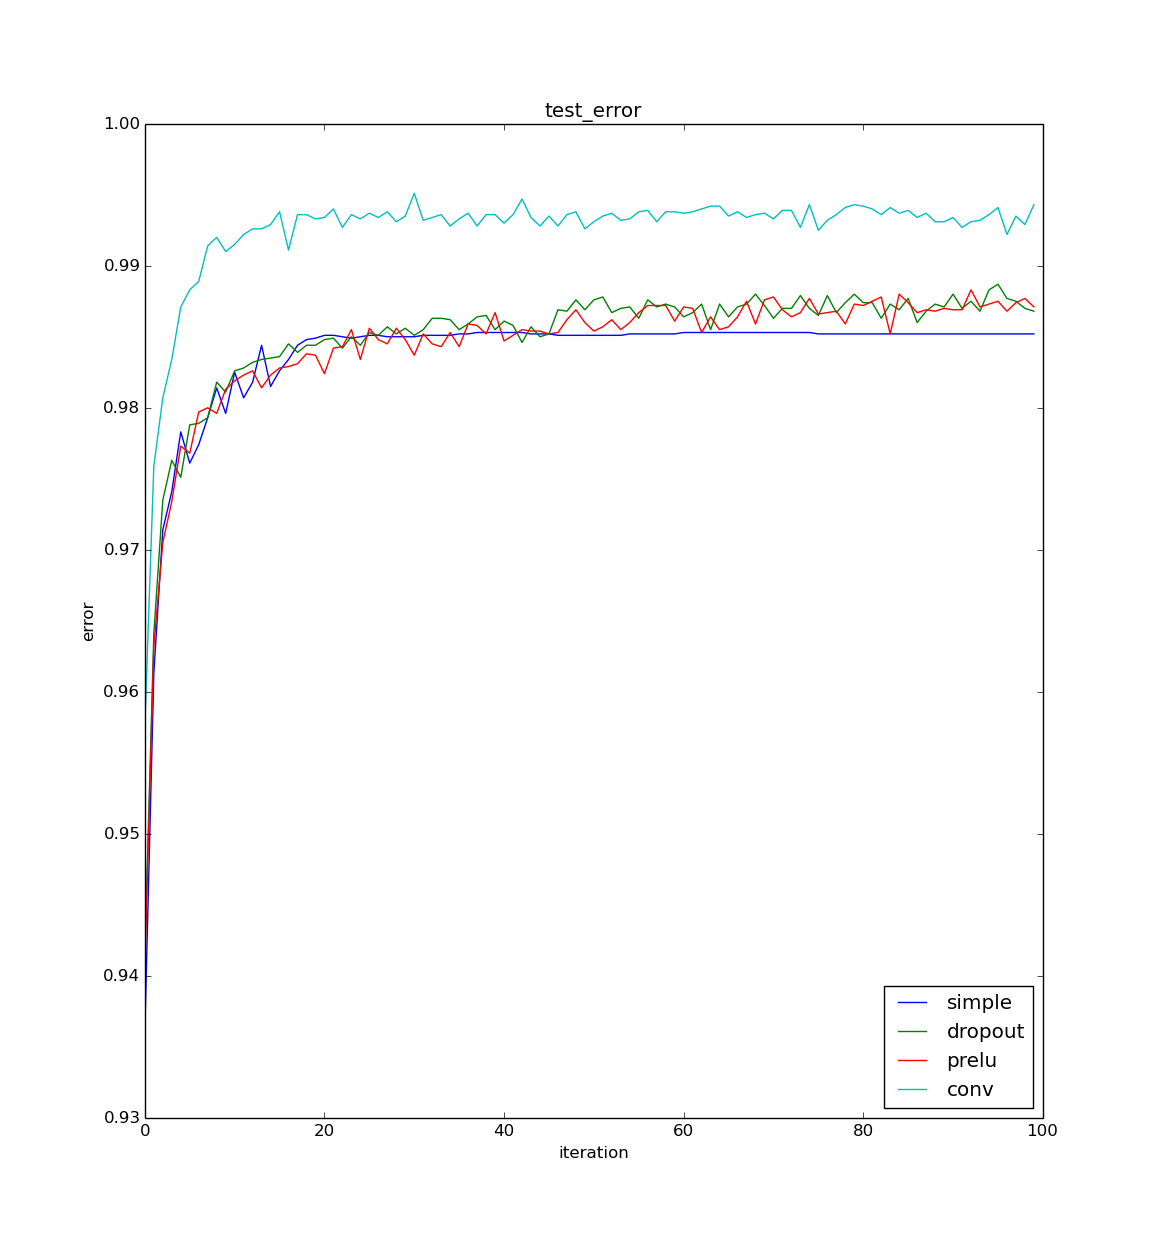 test_error
1.00
0.99
0.98
0.97
0.96
0.95
0.94
0.93
error
0 20 40 60 80 100
iteration
simple
dropout
prelu
conv